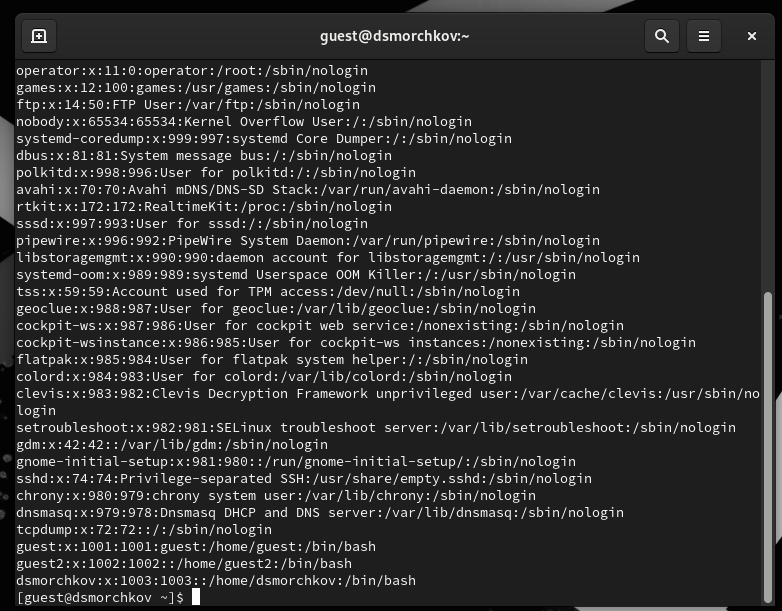 guest@dsmorchkov:~
operator:x:11:0:operator:/root:/sbin/nologin
games:x:12:100:games:/usr/games:/sbin/nologin
ftp:x:14:50:FTP User:/var/ftp:/sbin/nologin
nobody:x:65534:65534:Kernel Overflow User:/:/sbin/nologin
systemd-coredump:x:999:997:systemd Core Dumper:/:/sbin/nologin
dbus:x:81:81:System message bus:/:/sbin/nologin
polkitd:x:998:996:User for polkitd:/:/sbin/nologin
avahi:x:70:70:Avahi mDNS/DNS-SD Stack:/var/run/avahi-daemon:/sbin/nologin
rtkit:x:172:172:RealtimeKit:/proc:/sbin/nologin
sssd:x:997:993:User for sssd:/:/sbin/nologin
pipewire:x:996:992:PipeWire System Daemon:/var/run/pipewire:/sbin/nologin
libstoragemgmt:x:990:990:daemon account for libstoragemgmt:/:/usr/sbin/nologin
systemd-oom:x:989:989:systemd Userspace OOM Killer:/:/usr/sbin/nologin
tss:x:59:59:Account used for TPM access:/dev/null:/sbin/nologin
geoclue:x:988:987:User for geoclue:/var/lib/geoclue:/sbin/nologin
cockpit-ws:x:987:986:User for cockpit web service:/nonexisting:/sbin/nologin
cockpit-wsinstance:x:986:985:User for cockpit-ws instances:/nonexisting:/sbin/nologin
flatpak:x:985:984:User for flatpak system helper:/:/sbin/nologin
colord:x:984:983:User for colord:/var/lib/colord:/sbin/nologin
clevis:x:983:982:Clevis Decryption Framework unprivileged user:/var/cache/clevis:/usr/sbin/no
login
setroubleshoot:x:982:981:SELinux troubleshoot server:/var/lib/setroubleshoot:/sbin/nologin
gdm:x:42:42::/var/lib/gdm:/sbin/nologin
gnome-initial-setup:x:981:980::/run/gnome-initial-setup/:/sbin/nologin
sshd:x:74:74:Privilege-separated SSH:/usr/share/empty.sshd:/sbin/nologin
chrony:x:980:979:chrony system user:/var/lib/chrony:/sbin/nologin
dnsmasq:x:979:978:Dnsmasq DHCP and DNS server:/var/lib/dnsmasq:/sbin/nologin
tcpdump:x:72:72::/:/sbin/nologin
guest:x:1001:1001:guest:/home/guest:/bin/bash
guest2:x:1002:1002::/home/guest2:/bin/bash
dsmorchkov:x:1003:1003::/home/dsmorchkov:/bin/bash
[guest@dsmorchkov ~]$